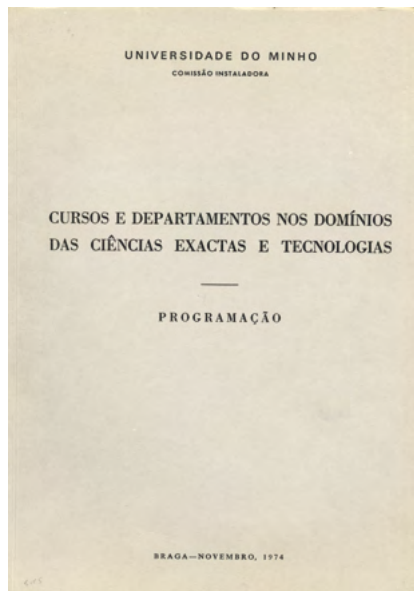 UNIVERSIDADE DO MINHO
COMISSÃO INSTALADORA
CURSOS E DEPARTAMENTOS NOS DOMÍNIOS
DAS CIÊNCIAS EXACTAS E TECNOLOGIAS
PROGRAMAÇÃO
BRAGA—NOVEMBRO, 1974